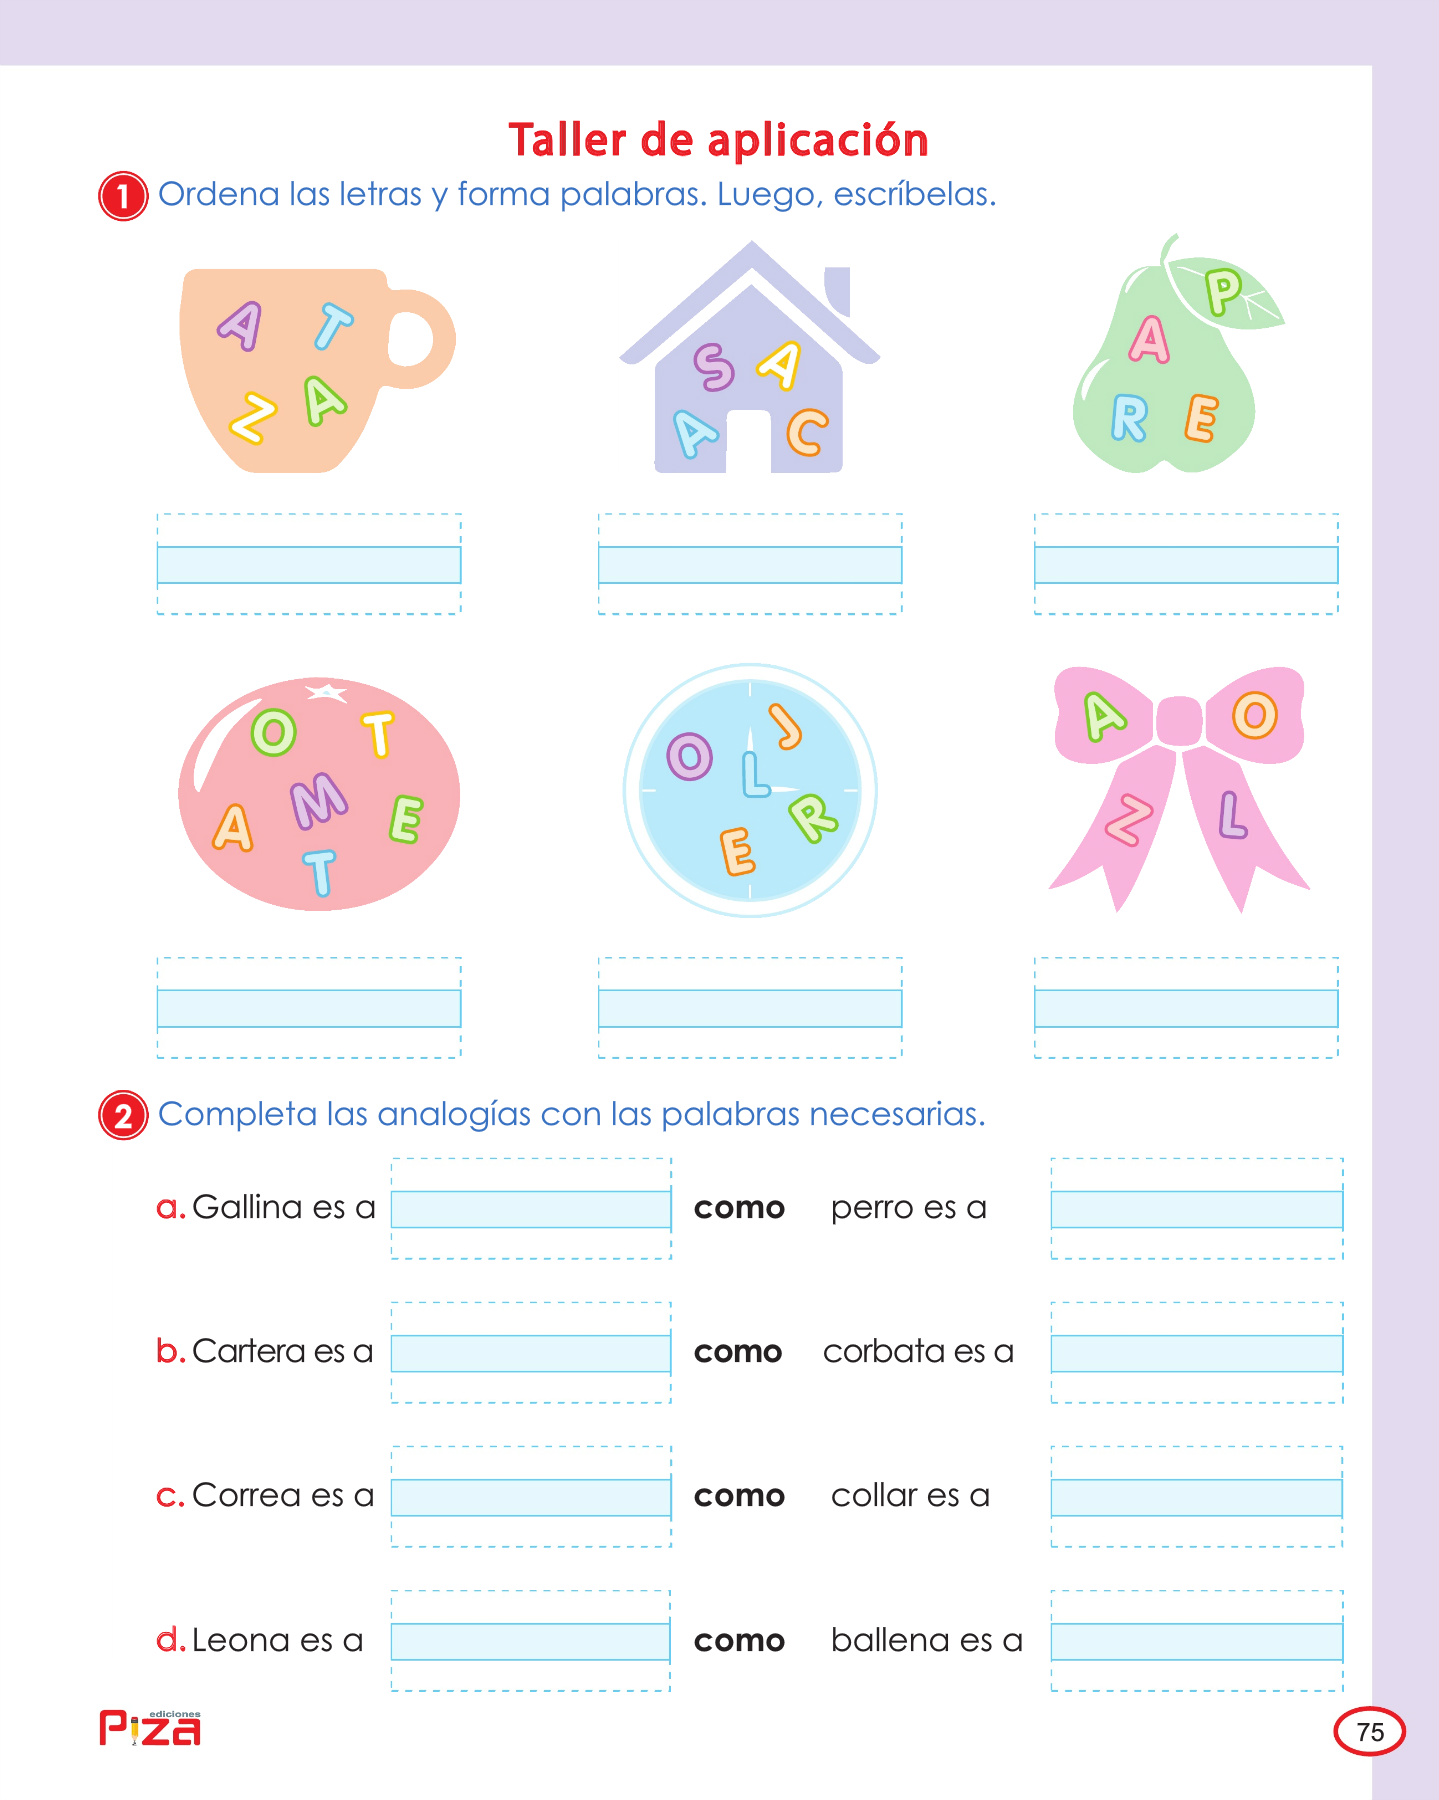 Taller de aplicación
1 Ordena las letras y forma palabras. Luego, escríbelas.
A T
Z A
S A
A C
P
A
R E
O T
M
A E
T
J
O L
R
E
A O
Z L
2 Completa las analogías con las palabras necesarias.
a. Gallina es a como perro es a
b. Cartera es a como corbata es a
c. Correa es a como collar es a
d. Leona es a como ballena es a
ediciones
Piza
75